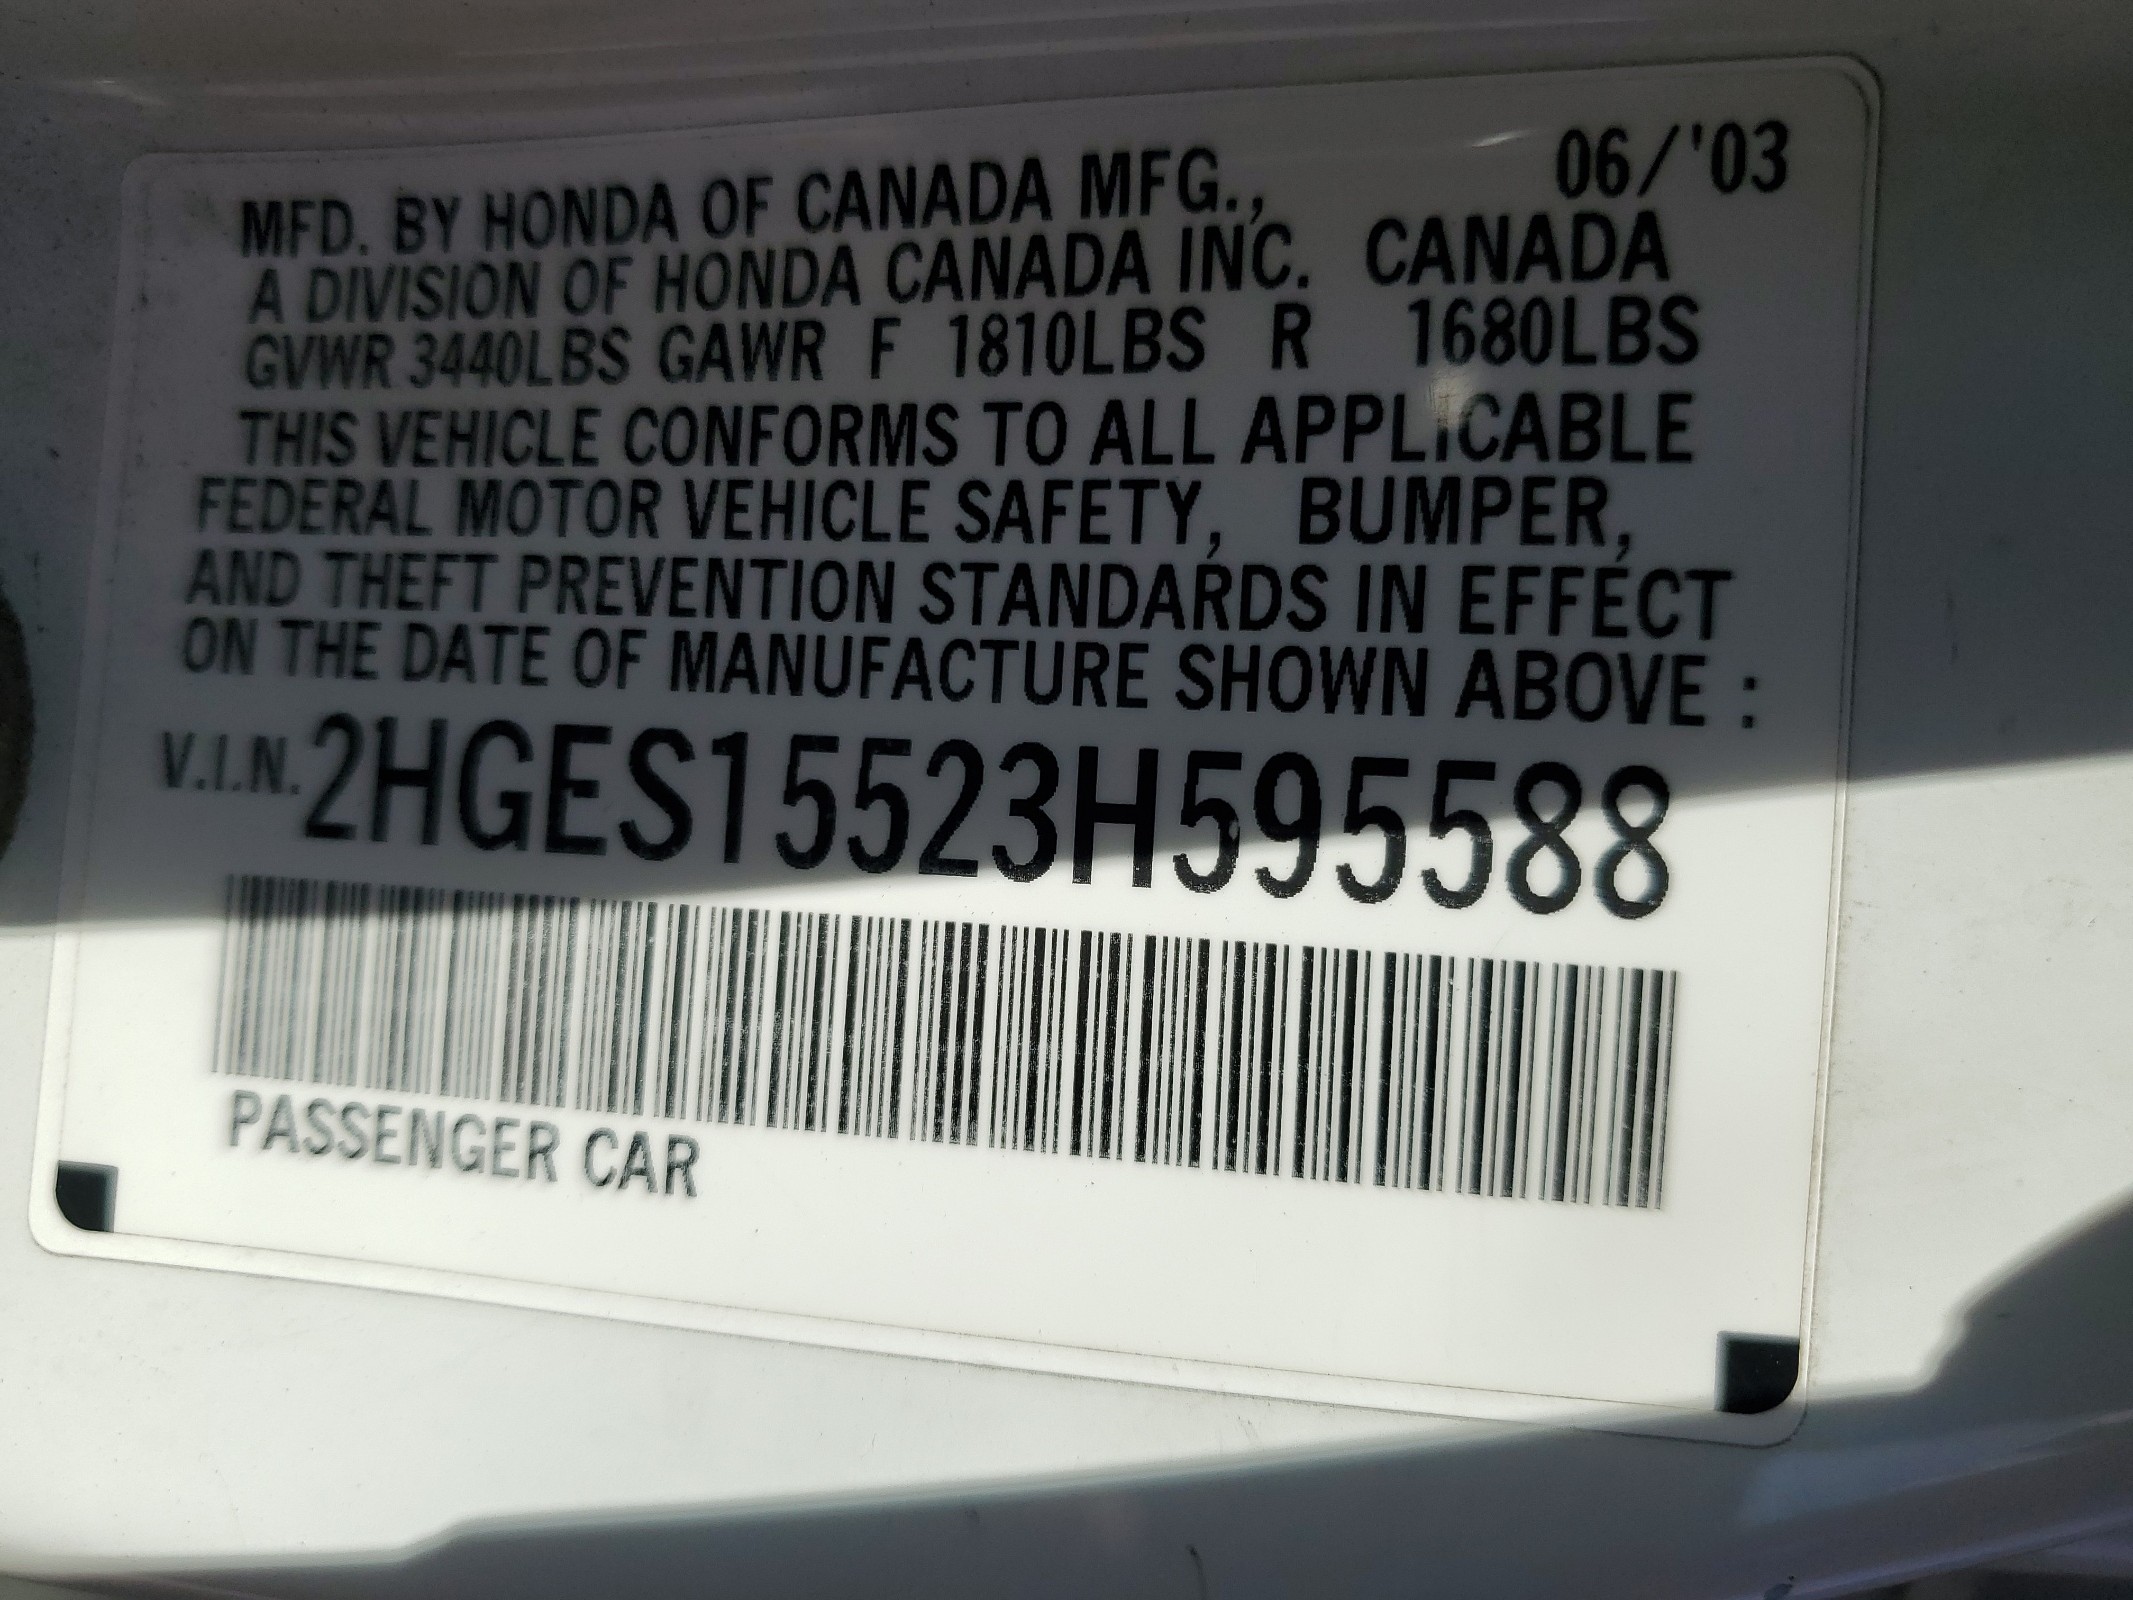 06/'03
MFD. BY HONDA OF CANADA MFG.,
A DIVISION OF HONDA CANADA INC. CANADA
GVWR 3440LBS GAWR F 1810LBS R 1680LBS
THIS VEHICLE CONFORMS TO ALL APPLICABLE
FEDERAL MOTOR VEHICLE SAFETY, BUMPER,
AND THEFT PREVENTION STANDARDS IN EFFECT
ON THE DATE OF MANUFACTURE SHOWN ABOVE :
V.I.N. 2HGES15523H595588
PASSENGER CAR